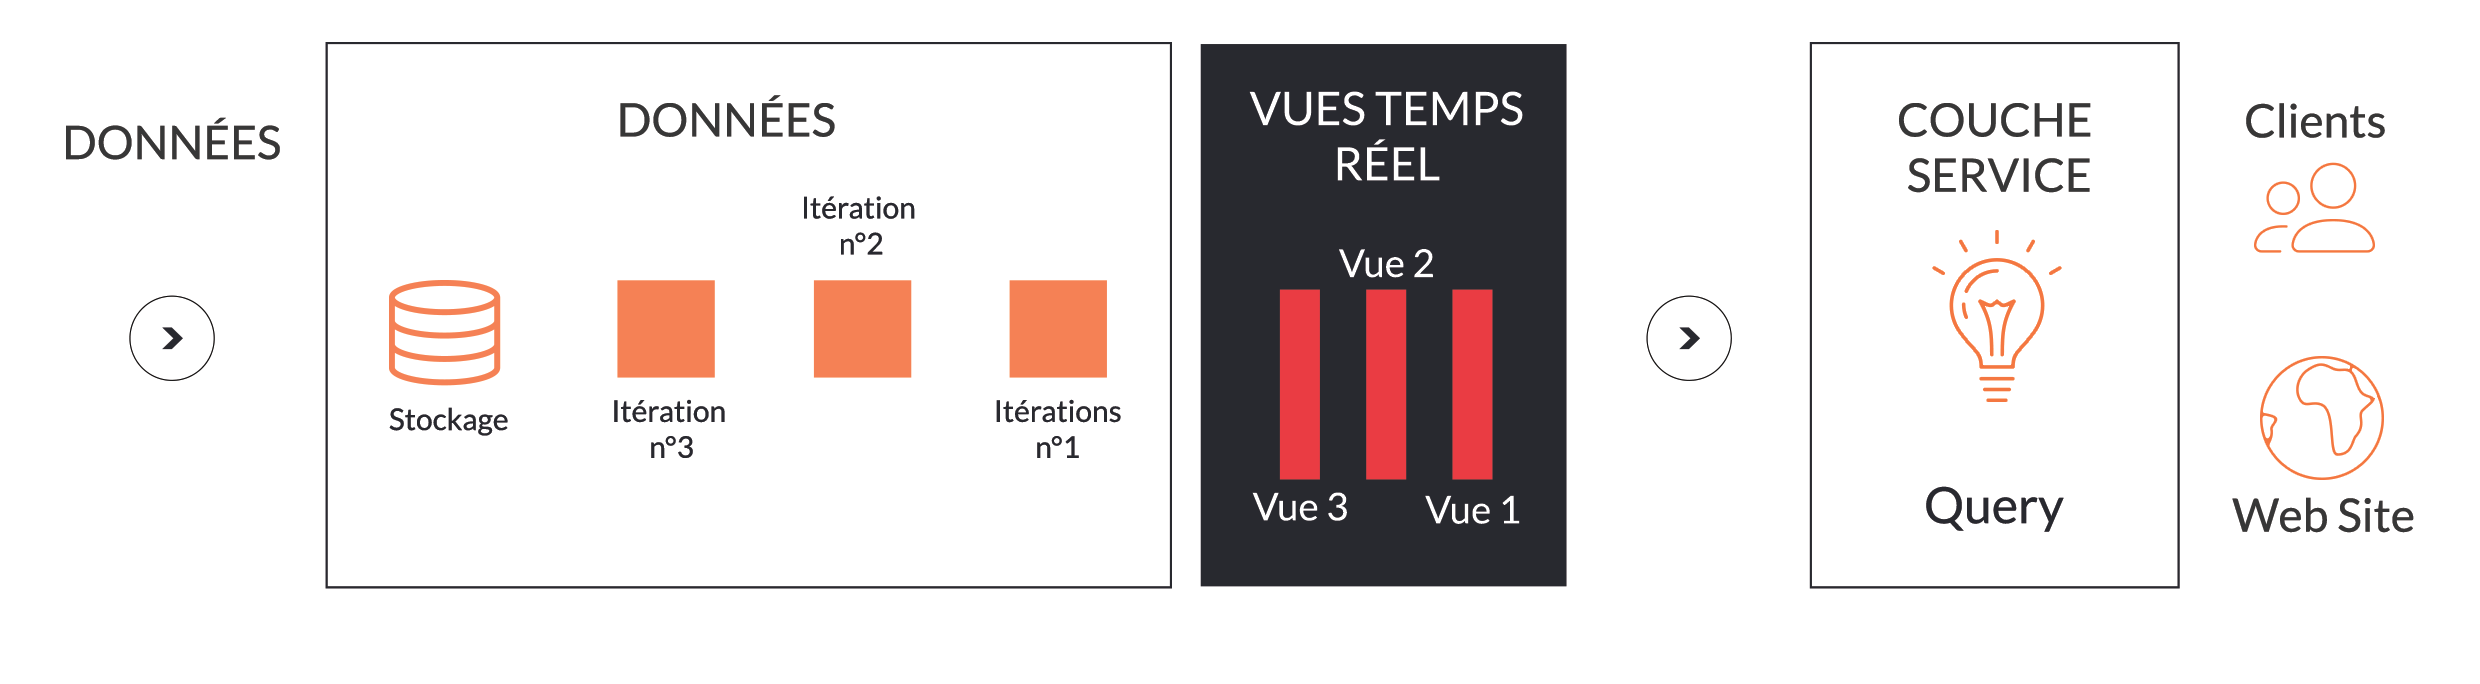 DONNÉES
DONNÉES
Itération
n°2
Stockage
Itération
n°3
Itérations
n°1
VUES TEMPS
RÉEL
Vue 2
Vue 3
Vue 1
COUCHE
SERVICE
Query
Clients
Web Site